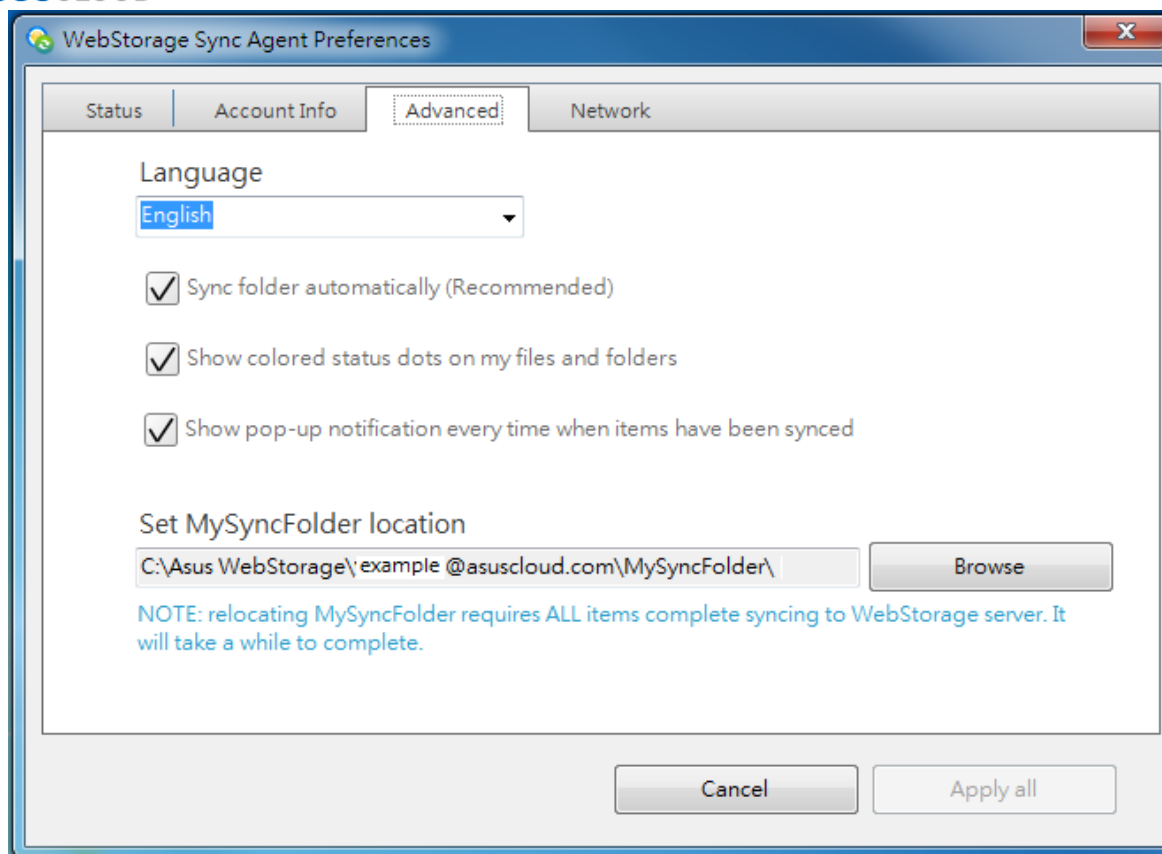 WebStorage Sync Agent Preferences
Status
Account Info
Advanced
Network
Language
English
Sync folder automatically (Recommended)
Show colored status dots on my files and folders
Show pop-up notification every time when items have been synced
Set MySyncFolder location
C:\Asus WebStorage\example@asuscloud.com\MySyncFolder\
Browse
NOTE: relocating MySyncFolder requires ALL items complete syncing to WebStorage server. It
will take a while to complete.
Cancel
Apply all